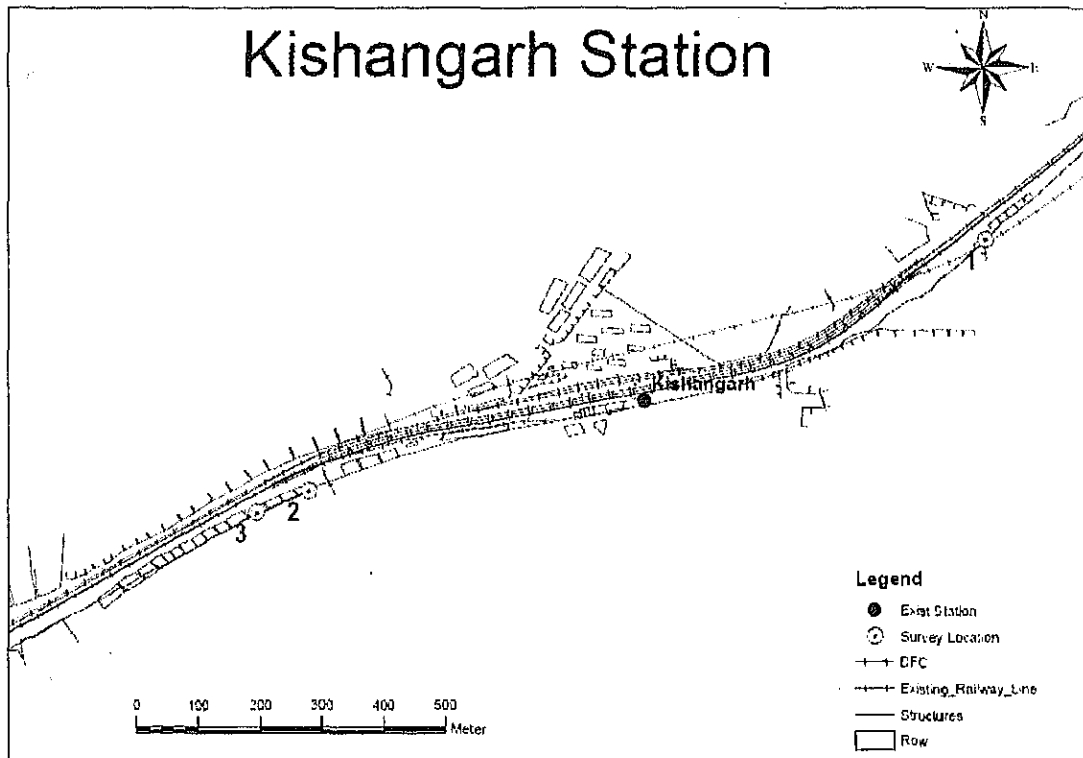 Kishangarh Station
N
W
E
S
1
Kishangarh
2
3
Legend
Exist Station
Survey Location
DFC
Existing_Railway_Line
Structures
Row
0 100 200 300 400 500
Meter